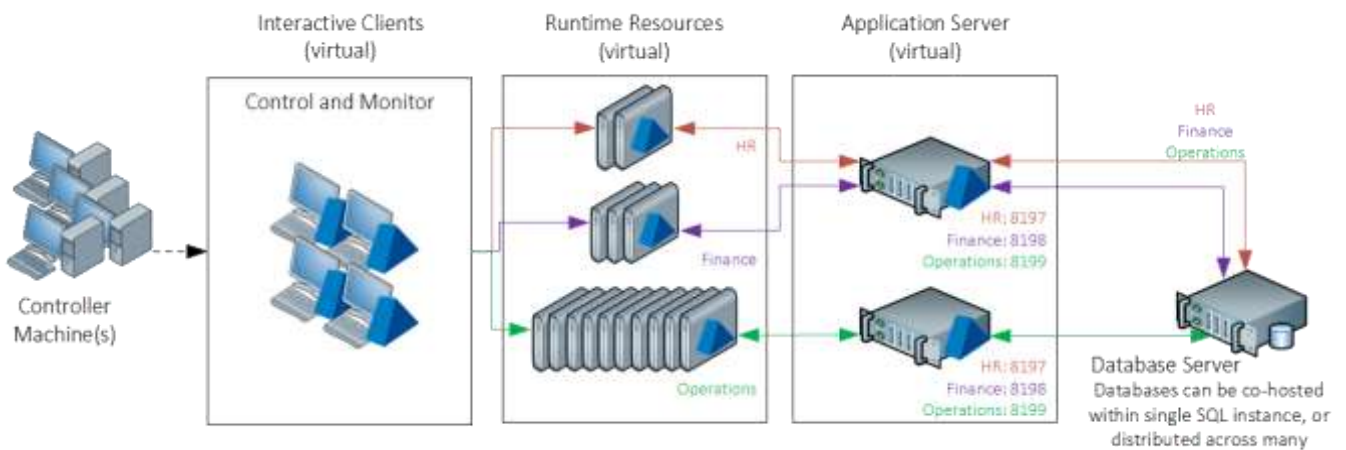 Interactive Clients
(virtual)
Runtime Resources
(virtual)
Application Server
(virtual)
Control and Monitor
HR
Finance
Operations
HR
HR: 8197
Finance: 8198
Operations: 8199
Finance
Controller
Machine(s)
Operations
HR: 8197
Finance: 8198
Operations: 8199
Database Server
Databases can be co-hosted
within single SQL instance, or
distributed across many